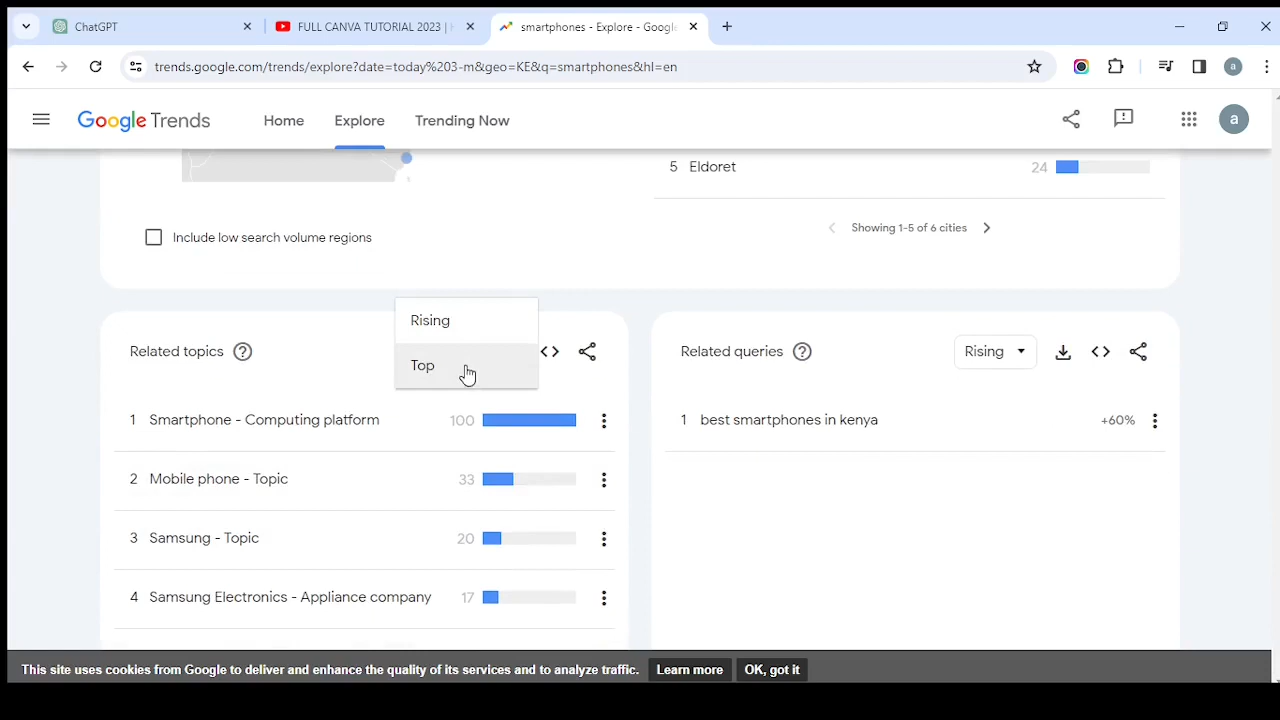 ChatGPT
FULL CANVA TUTORIAL 2023 |
smartphones - Explore - Google
trends.google.com/trends/explore?date=today%203-m&geo=KE&q=smartphones&hl=en
a
Google Trends
Home
Explore
Trending Now
a
5 Eldoret 24
Include low search volume regions
Showing 1-5 of 6 cities
Rising
Top
Related topics
Related queries
Rising
1 Smartphone - Computing platform 100
2 Mobile phone - Topic 33
3 Samsung - Topic 20
4 Samsung Electronics - Appliance company 17
1 best smartphones in kenya +60%
This site uses cookies from Google to deliver and enhance the quality of its services and to analyze traffic.
Learn more
OK, got it